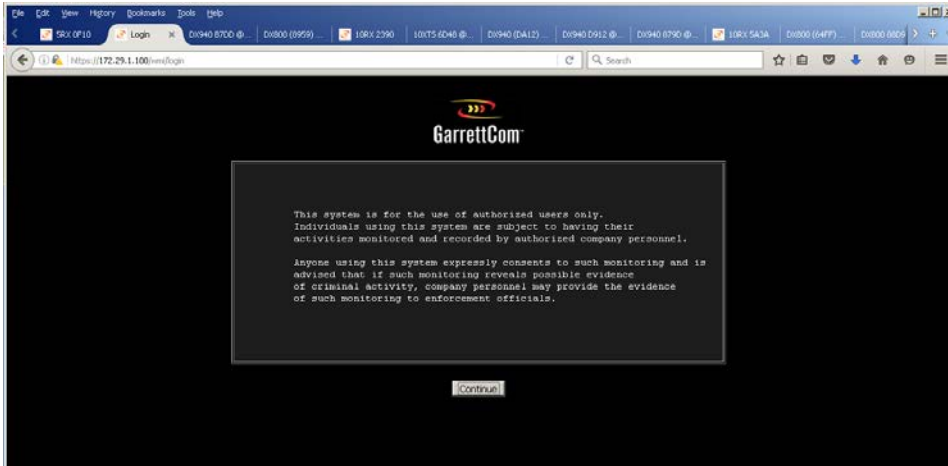 File Edit View History Bookmarks Tools Help
SRX 0F10 Login DX940 B7DD @... DX800 (0959) ... 10RX 2390 10XT5 6D48 @... DX940 (DA12) ... DX940 D912 @... DX940 0790 @... 10RX 5A3A DX800 (64FF) ...
https://172.29.1.100/wmi/login Search
GarrettCom
This system is for the use of authorized users only.
Individuals using this system are subject to having their
activities monitored and recorded by authorized company personnel.
Anyone using this system expressly consents to such monitoring and is
advised that if such monitoring reveals possible evidence
of criminal activity, company personnel may provide the evidence
of such monitoring to enforcement officials.
Continue